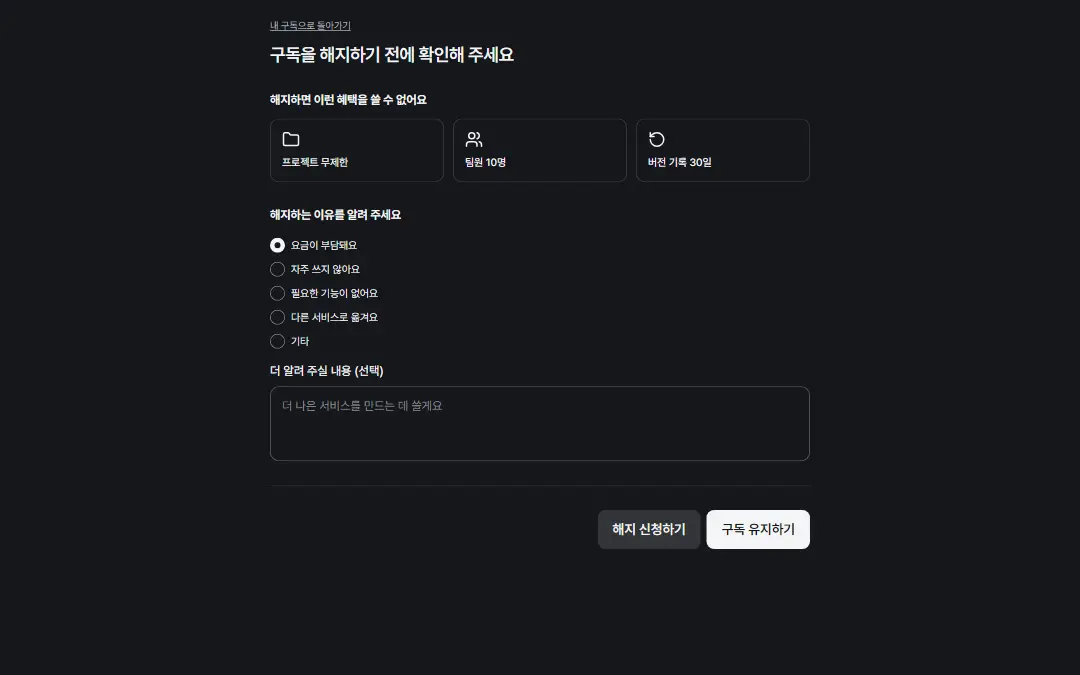 내 구독으로 돌아가기
구독을 해지하기 전에 확인해 주세요
해지하면 이런 혜택을 쓸 수 없어요
프로젝트 무제한
팀원 10명
버전 기록 30일
해지하는 이유를 알려 주세요
요금이 부담돼요
자주 쓰지 않아요
필요한 기능이 없어요
다른 서비스로 옮겨요
기타
더 알려 주실 내용 (선택)
더 나은 서비스를 만드는 데 쓸게요
해지 신청하기
구독 유지하기